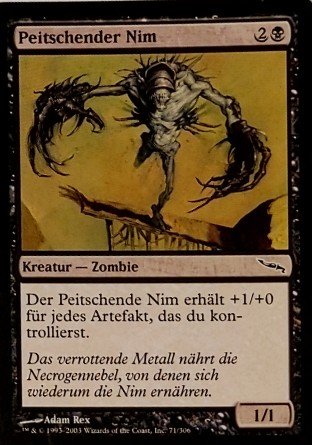 Peitschender Nim 2
Kreatur — Zombie
Der Peitschende Nim erhält +1/+0
für jedes Artefakt, das du kon-
trollierst.
Das verrottende Metall nährt die
Necrogennebel, von denen sich
wiederum die Nim ernähren.
Adam Rex
™ & © 1993-2003 Wizards of the Coast, Inc. 71/306
1/1